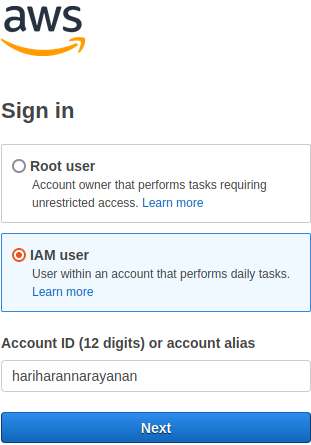 aws
Sign in
Root user
Account owner that performs tasks requiring
unrestricted access. Learn more
IAM user
User within an account that performs daily tasks.
Learn more
Account ID (12 digits) or account alias
hariharannarayanan
Next